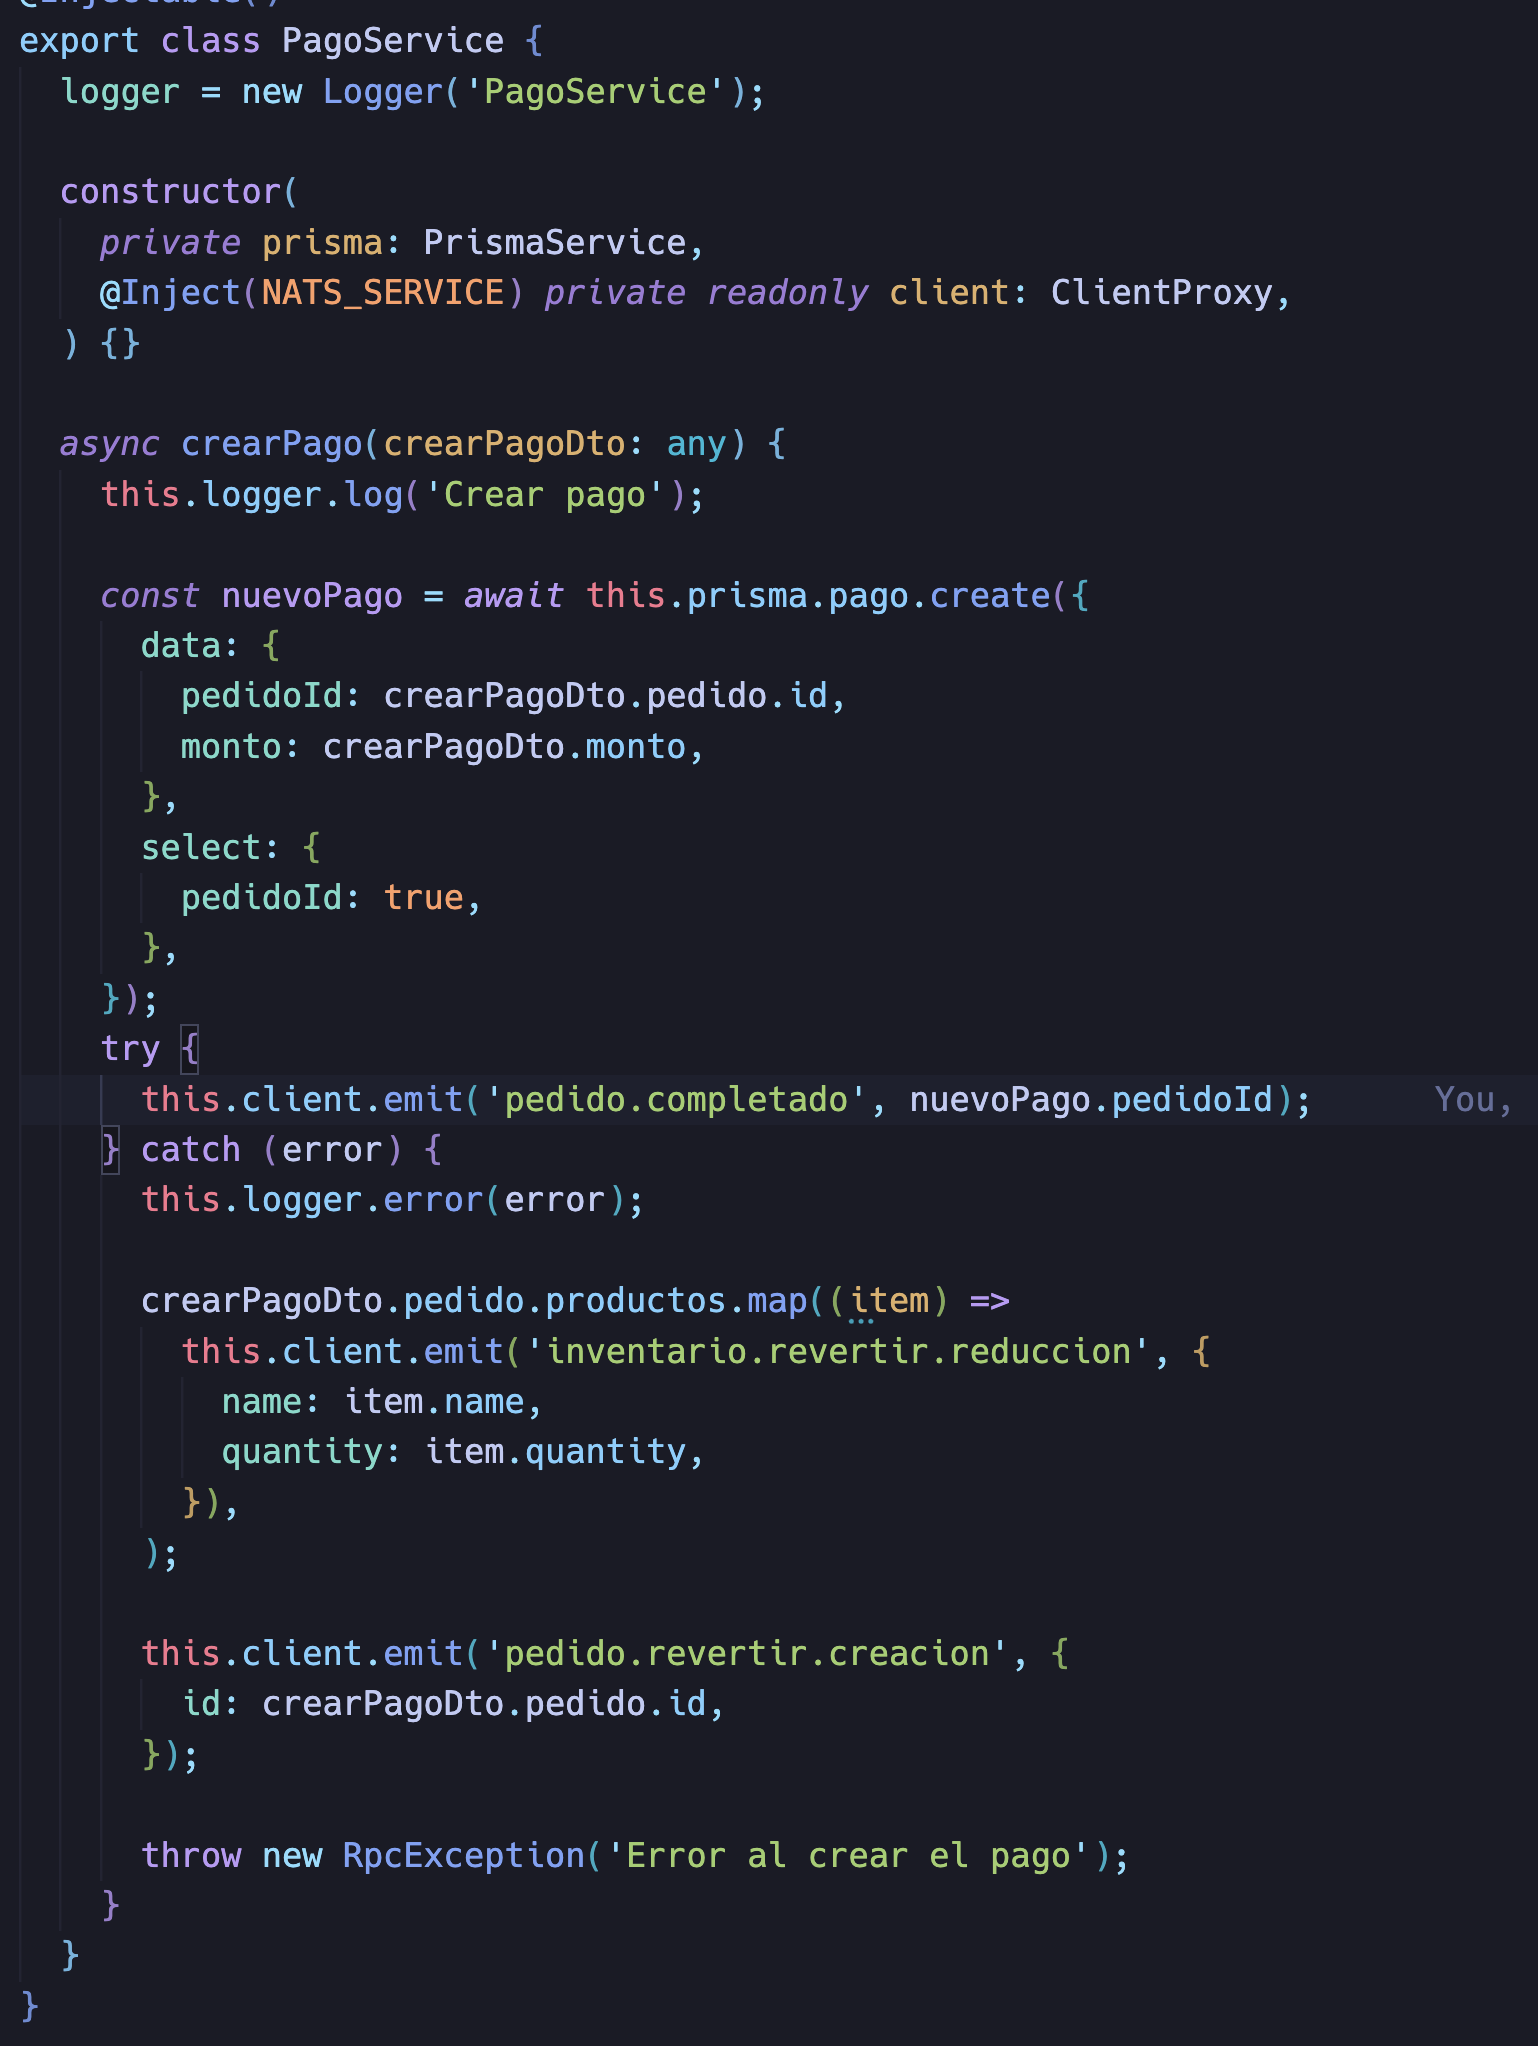 @Injectable()
export class PagoService {
logger = new Logger('PagoService');
constructor(
private prisma: PrismaService,
@Inject(NATS_SERVICE) private readonly client: ClientProxy,
) {}
async crearPago(crearPagoDto: any) {
this.logger.log('Crear pago');
const nuevoPago = await this.prisma.pago.create({
data: {
pedidoId: crearPagoDto.pedido.id,
monto: crearPagoDto.monto,
},
select: {
pedidoId: true,
},
});
try {
this.client.emit('pedido.completado', nuevoPago.pedidoId); You,
} catch (error) {
this.logger.error(error);
crearPagoDto.pedido.productos.map((item) =>
this.client.emit('inventario.revertir.reduccion', {
name: item.name,
quantity: item.quantity,
}),
);
this.client.emit('pedido.revertir.creacion', {
id: crearPagoDto.pedido.id,
});
throw new RpcException('Error al crear el pago');
}
}
}